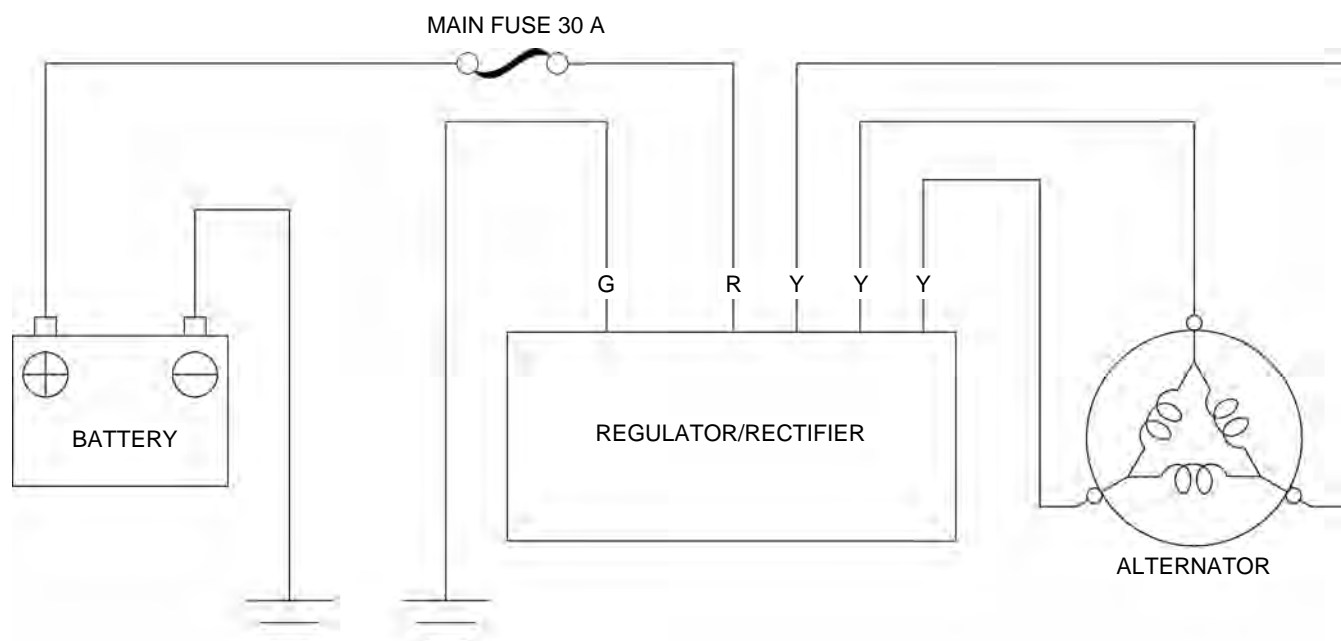 MAIN FUSE 30 A
G R Y Y Y
BATTERY
REGULATOR/RECTIFIER
ALTERNATOR